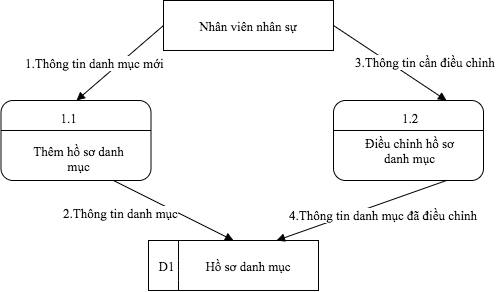 Nhân viên nhân sự
1.Thông tin danh mục mới
3.Thông tin cần điều chỉnh
1.1
Thêm hồ sơ danh
mục
1.2
Điều chỉnh hồ sơ
danh mục
2.Thông tin danh mục
4.Thông tin danh mục đã điều chỉnh
D1
Hồ sơ danh mục